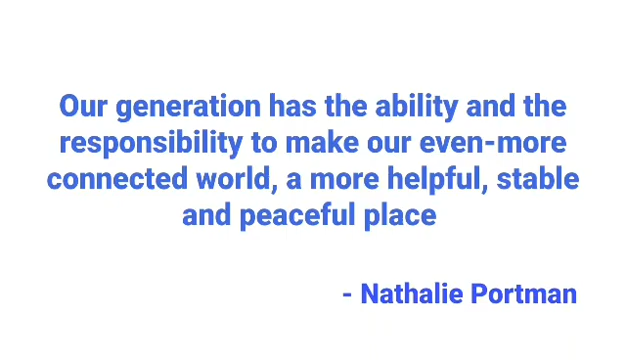 Our generation has the ability and the
responsibility to make our even-more
connected world, a more helpful, stable
and peaceful place
- Nathalie Portman